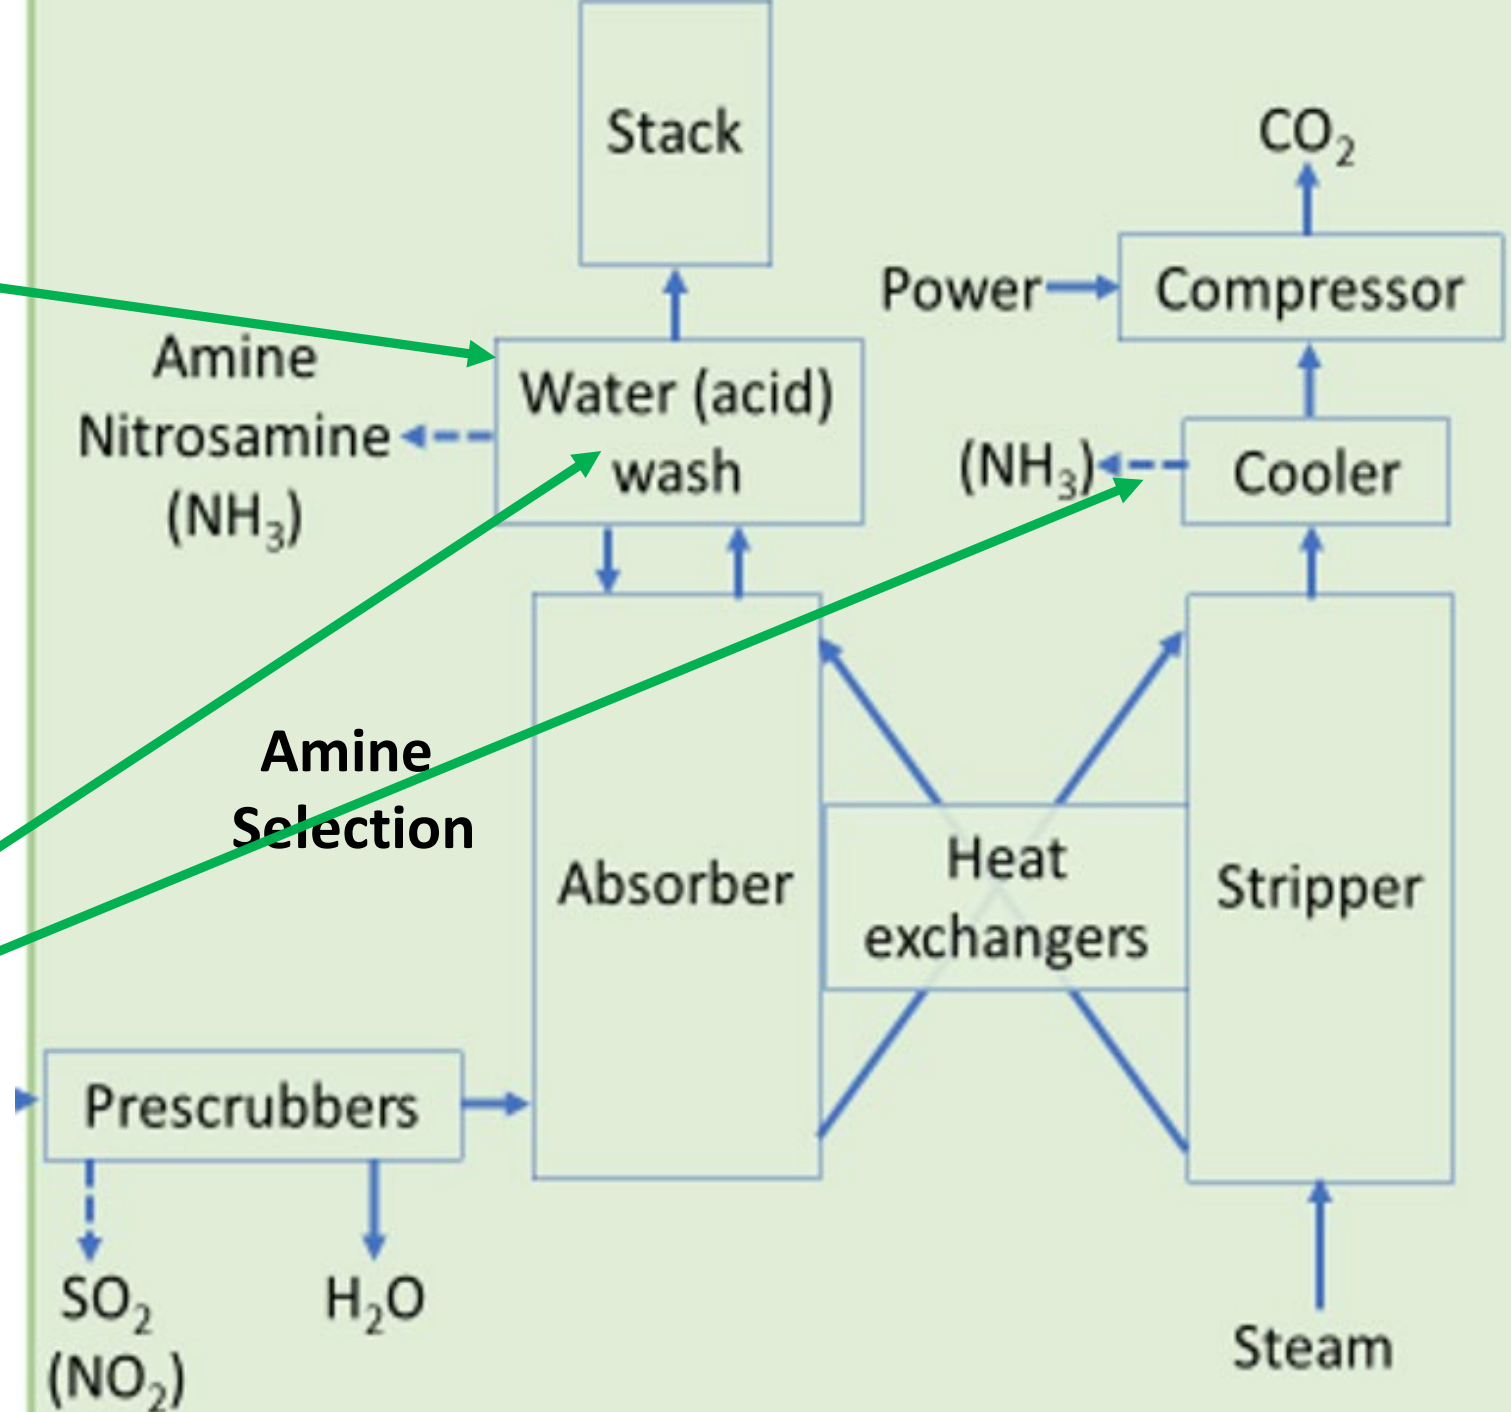 Stack
CO₂
Power
Compressor
Amine
Nitrosamine
(NH₃)
Water (acid)
wash
(NH₃)
Cooler
Amine
Selection
Absorber
Heat
exchangers
Stripper
Prescrubbers
SO₂
(NO₂)
H₂O
Steam